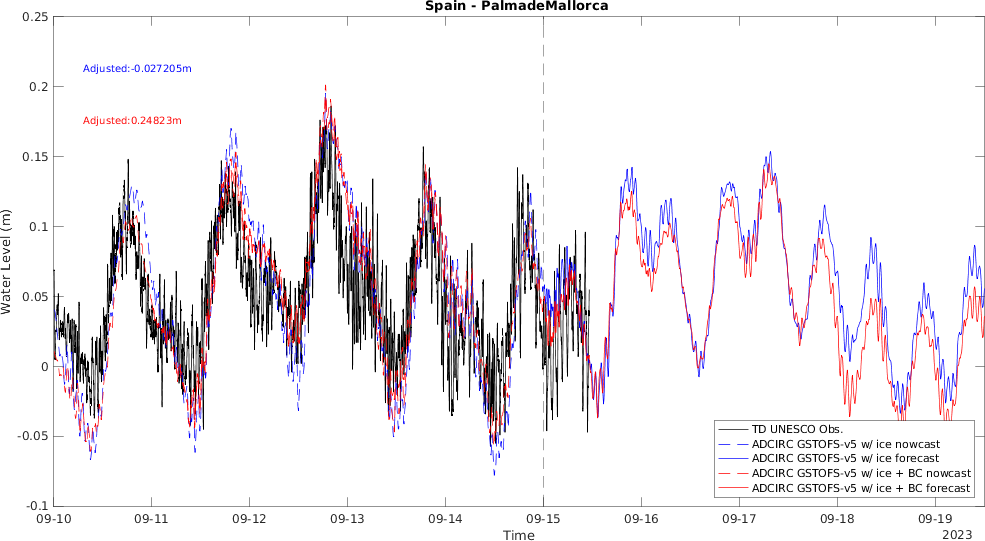 Spain - PalmadeMallorca
0.25
0.2
0.15
0.1
0.05
0
-0.05
-0.1
Water Level (m)
Adjusted:-0.027205m
Adjusted:0.24823m
TD UNESCO Obs.
ADCIRC GSTOFS-v5 w/ ice nowcast
ADCIRC GSTOFS-v5 w/ ice forecast
ADCIRC GSTOFS-v5 w/ ice + BC nowcast
ADCIRC GSTOFS-v5 w/ ice + BC forecast
09-10 09-11 09-12 09-13 09-14 09-15 09-16 09-17 09-18 09-19
Time
2023